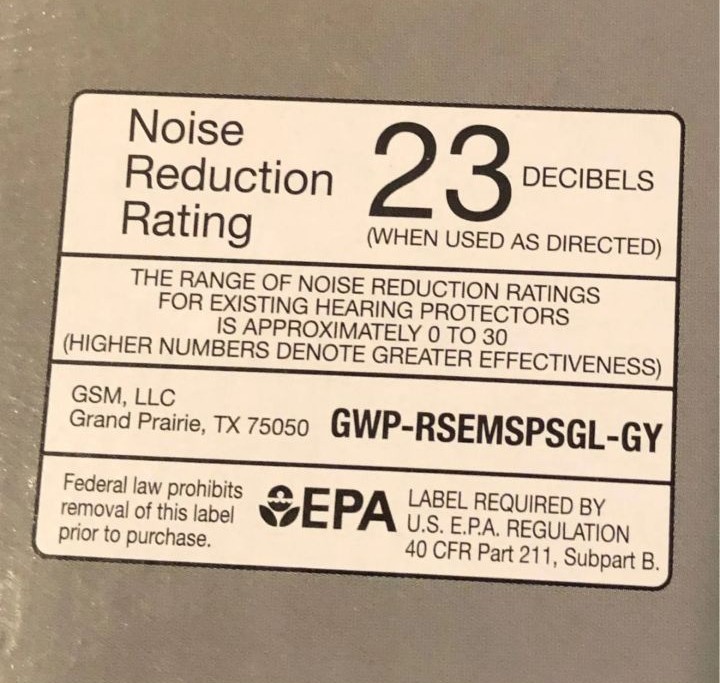 Noise
Reduction
Rating
23 DECIBELS
(WHEN USED AS DIRECTED)
THE RANGE OF NOISE REDUCTION RATINGS
FOR EXISTING HEARING PROTECTORS
IS APPROXIMATELY 0 TO 30
(HIGHER NUMBERS DENOTE GREATER EFFECTIVENESS)
GSM, LLC
Grand Prairie, TX 75050
GWP-RSEMSPSGL-GY
Federal law prohibits
removal of this label
prior to purchase.
EPA
LABEL REQUIRED BY
U.S. E.P.A. REGULATION
40 CFR Part 211, Subpart B.